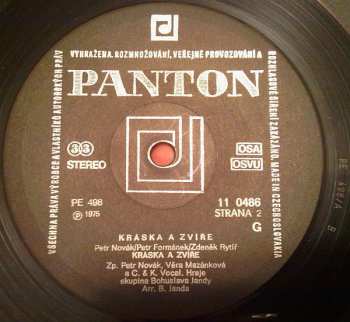 VYHRAZENA. ROZMNOŽOVÁNÍ, VEŘEJNÉ PROVOZOVÁNÍ A
ROZHLASOVÉ ŠÍŘENÍ ZAKÁZÁNO. MADE IN CZECHOSLOVAKIA
VŠECHNA PRÁVA VÝROBCE A VLASTNÍKŮ AUTORSKÝCH PRÁV
PANTON
33
STEREO
OSA
OSVU
PE 498
℗ 1975
11 0486
STRANA 2
G
KRÁSKA A ZVÍŘE
Petr Novák/Petr Formánek/Zdeněk Rytíř
KRÁSKA A ZVÍŘE
Zp. Petr Novák, Věra Mazánková
a C. & K. Vocal. Hraje
skupina Bohuslava Jandy
Arr. B. Janda